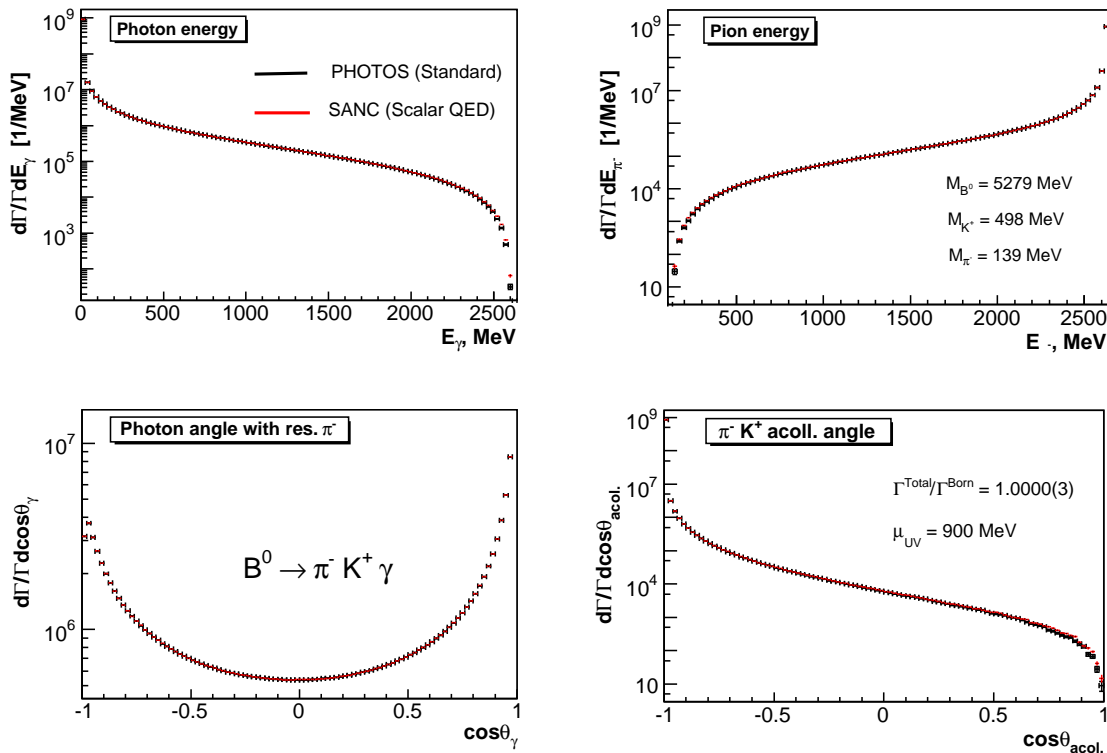 Photon energy
PHOTOS (Standard)
SANC (Scalar QED)
dΓ/ΓdE_γ [1/MeV]
10^9
10^7
10^5
10^3
0 500 1000 1500 2000 2500
E_γ, MeV
Pion energy
dΓ/ΓdE_π- [1/MeV]
10^9
10^7
10^4
10
M_B⁰ = 5279 MeV
M_K⁺ = 498 MeV
M_π⁻ = 139 MeV
500 1000 1500 2000 2500
E_-, MeV
Photon angle with res. π⁻
dΓ/Γdcosθ_γ
10^7
10^6
B⁰ → π⁻ K⁺ γ
-1 -0.5 0 0.5 1
cosθ_γ
π⁻ K⁺ acoll. angle
dΓ/Γdcosθ_acol.
10^9
10^7
10^4
10
Γ^Total/Γ^Born = 1.0000(3)
μ_UV = 900 MeV
-1 -0.5 0 0.5 1
cosθ_acol.